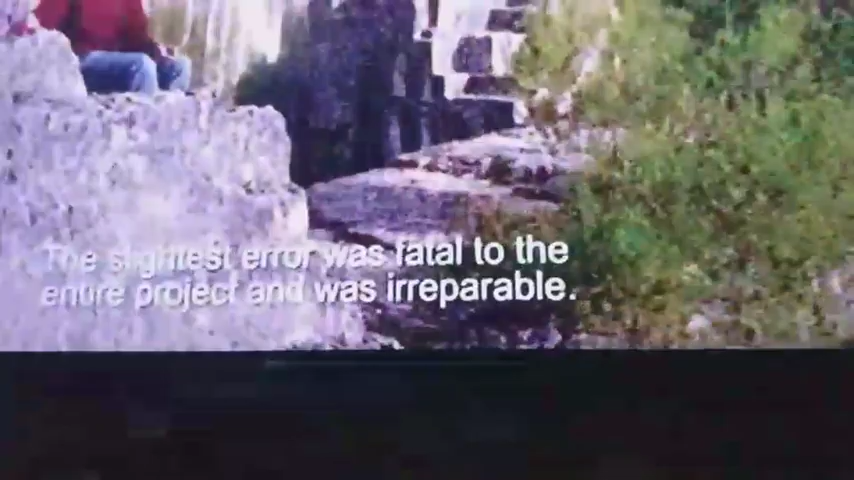 The slightest error was fatal to the
entire project and was irreparable.